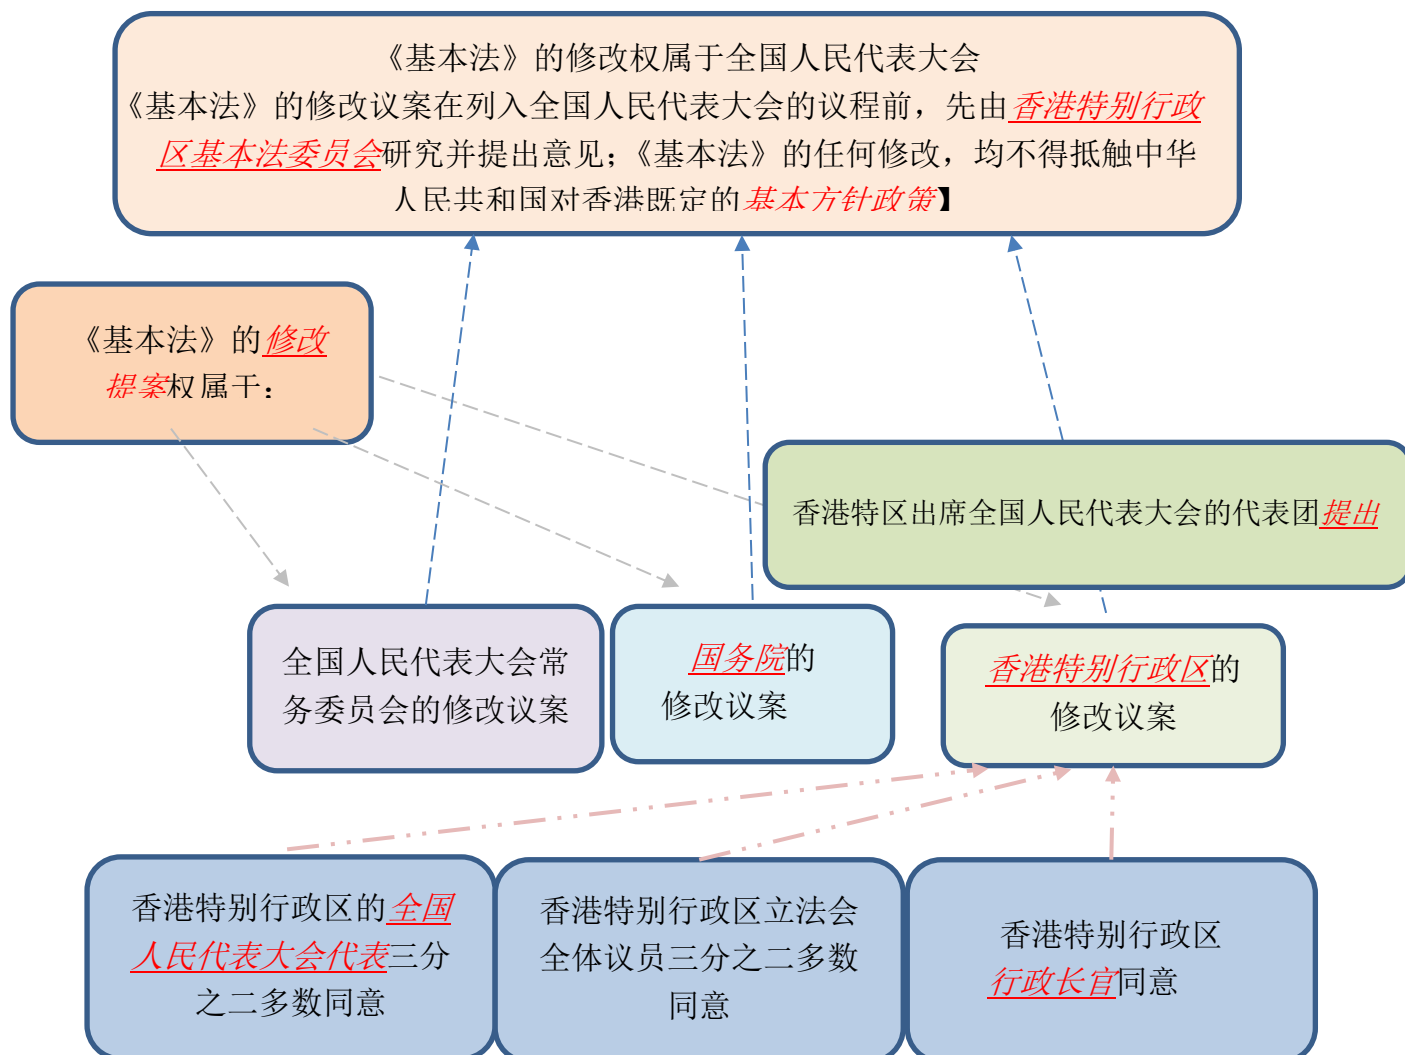 《基本法》的修改权属于全国人民代表大会
《基本法》的修改议案在列入全国人民代表大会的议程前，先由香港特别行政
区基本法委员会研究并提出意见；《基本法》的任何修改，均不得抵触中华
人民共和国对香港既定的基本方针政策】
《基本法》的修改
提案权属于：
香港特区出席全国人民代表大会的代表团提出
全国人民代表大会常
务委员会的修改议案
国务院的
修改议案
香港特别行政区的
修改议案
香港特别行政区的全国
人民代表大会代表三分
之二多数同意
香港特别行政区立法会
全体议员三分之二多数
同意
香港特别行政区
行政长官同意